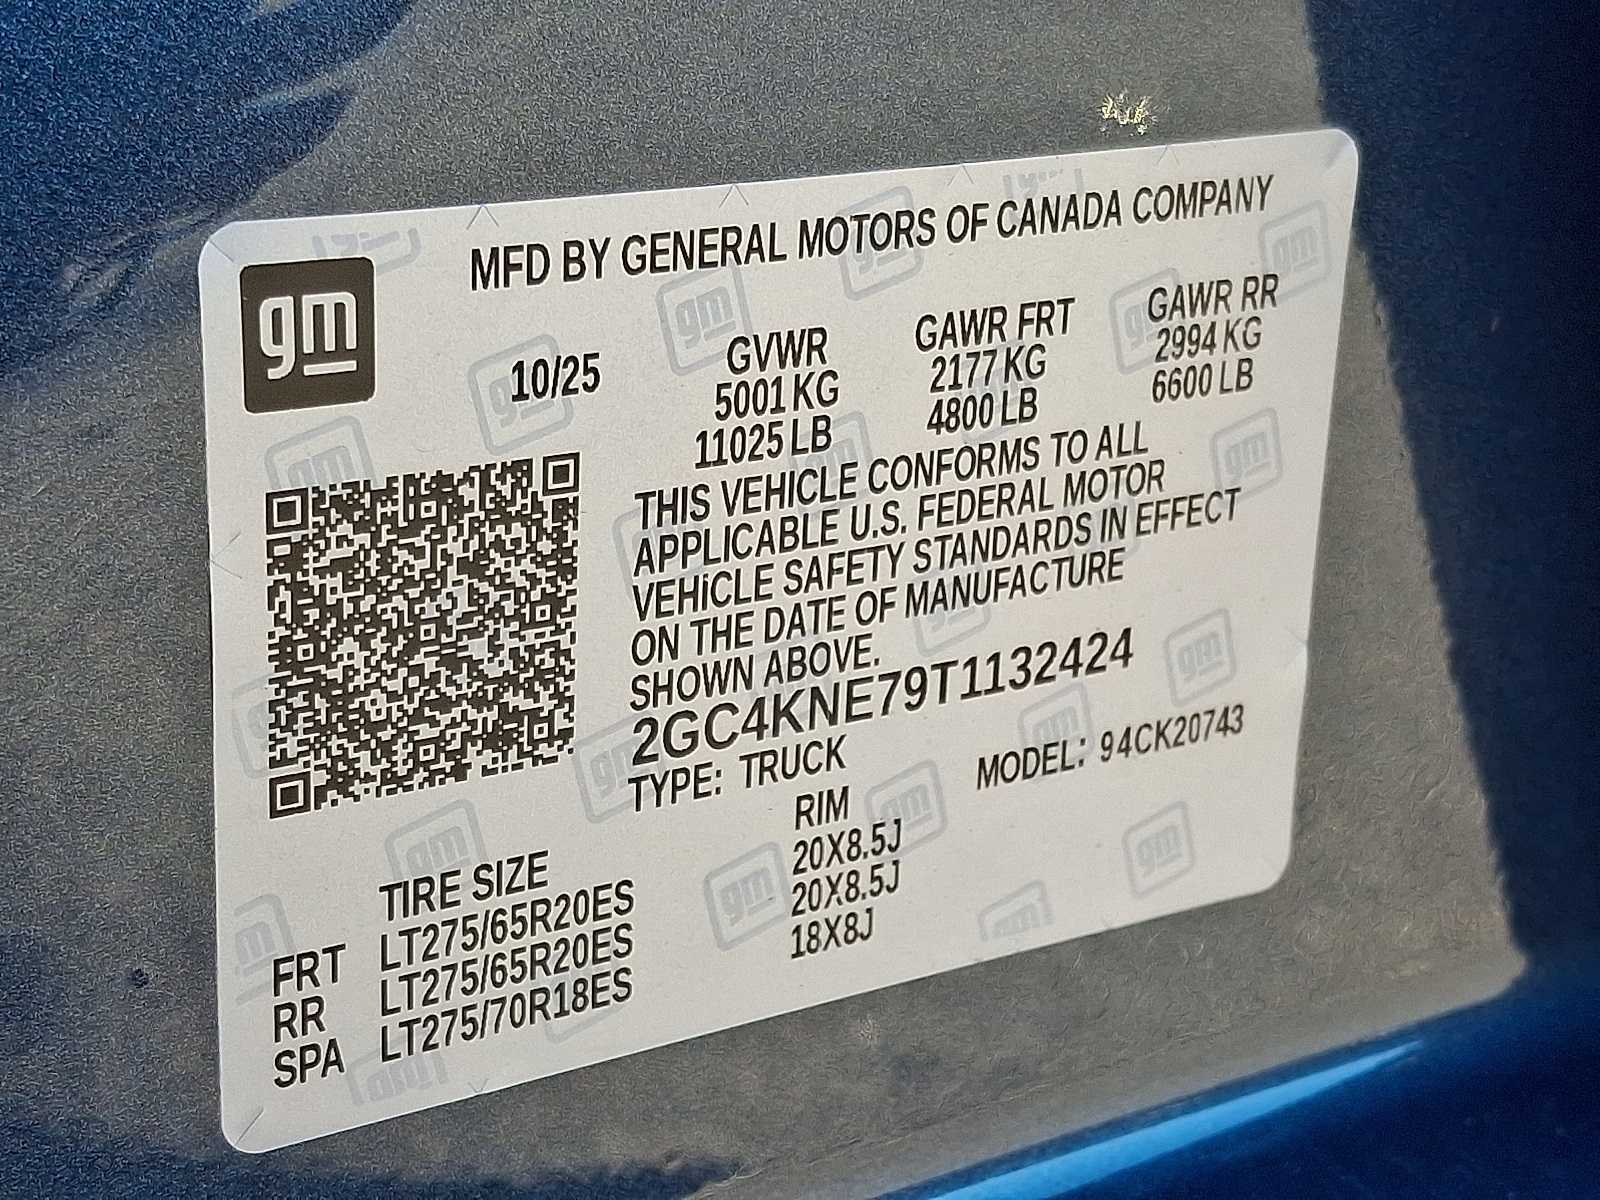 gm
MFD BY GENERAL MOTORS OF CANADA COMPANY
10/25
GVWR
5001 KG
11025 LB
GAWR FRT
2177 KG
4800 LB
GAWR RR
2994 KG
6600 LB
THIS VEHICLE CONFORMS TO ALL
APPLICABLE U.S. FEDERAL MOTOR
VEHICLE SAFETY STANDARDS IN EFFECT
ON THE DATE OF MANUFACTURE
SHOWN ABOVE.
2GC4KNE79T1132424
TYPE: TRUCK
MODEL: 94CK20743
TIRE SIZE RIM
FRT LT275/65R20ES 20X8.5J
RR LT275/65R20ES 20X8.5J
SPA LT275/70R18ES 18X8J